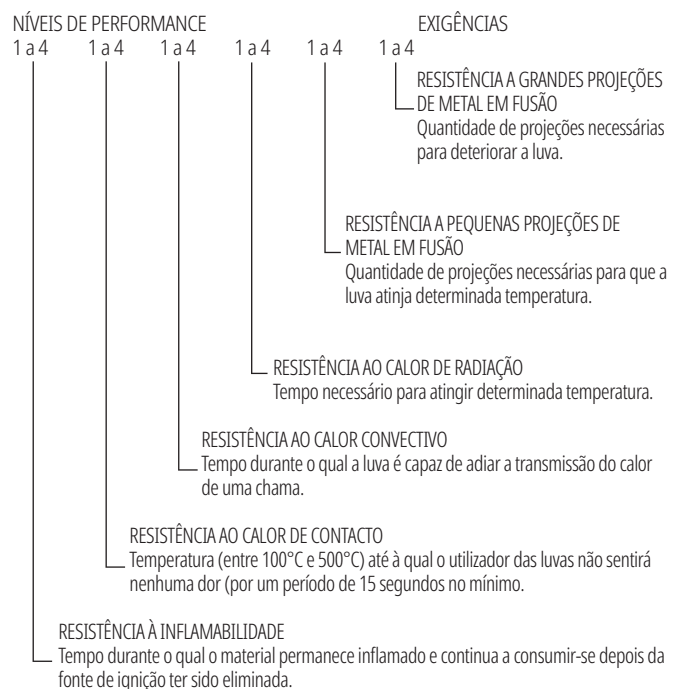 NÍVEIS DE PERFORMANCE EXIGÊNCIAS
1 a 4 1 a 4 1 a 4 1 a 4 1 a 4 1 a 4
RESISTÊNCIA A GRANDES PROJEÇÕES
DE METAL EM FUSÃO
Quantidade de projeções necessárias
para deteriorar a luva.
RESISTÊNCIA A PEQUENAS PROJEÇÕES DE
METAL EM FUSÃO
Quantidade de projeções necessárias para que a
luva atinja determinada temperatura.
RESISTÊNCIA AO CALOR DE RADIAÇÃO
Tempo necessário para atingir determinada temperatura.
RESISTÊNCIA AO CALOR CONVECTIVO
Tempo durante o qual a luva é capaz de adiar a transmissão do calor
de uma chama.
RESISTÊNCIA AO CALOR DE CONTACTO
Temperatura (entre 100°C e 500°C) até à qual o utilizador das luvas não sentirá
nenhuma dor (por um período de 15 segundos no mínimo.
RESISTÊNCIA À INFLAMABILIDADE
Tempo durante o qual o material permanece inflamado e continua a consumir-se depois da
fonte de ignição ter sido eliminada.